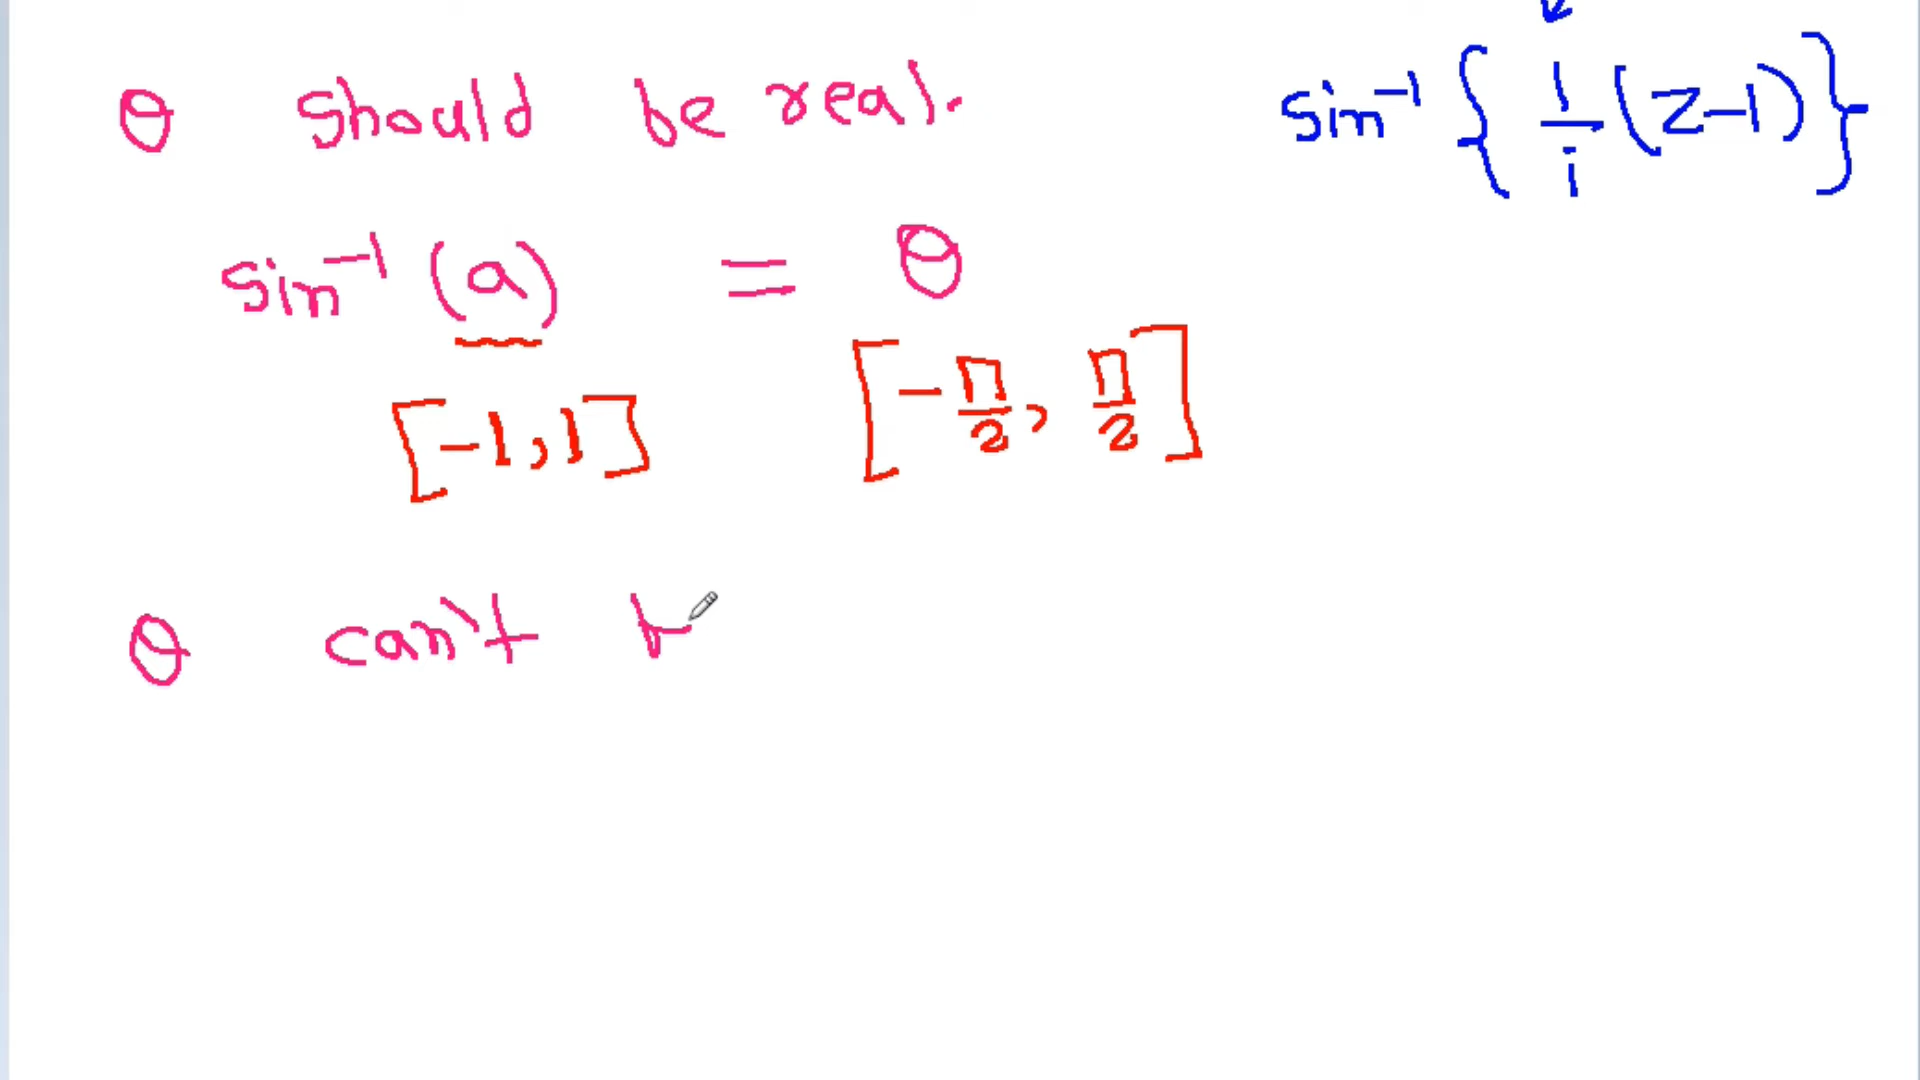 θ should be real.
sin⁻¹ { 1/i (z-1) }
sin⁻¹ (a) = θ
[-1,1] [-π/2, π/2]
θ can't b